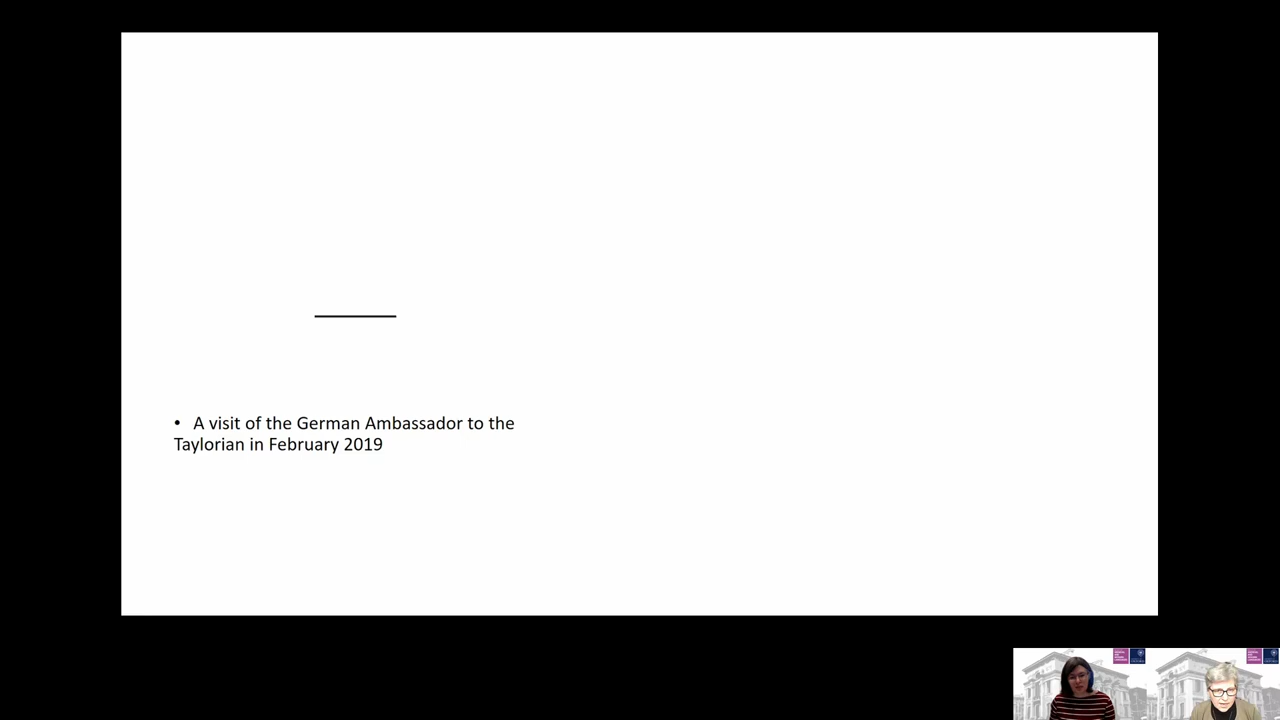 • A visit of the German Ambassador to the
Taylorian in February 2019